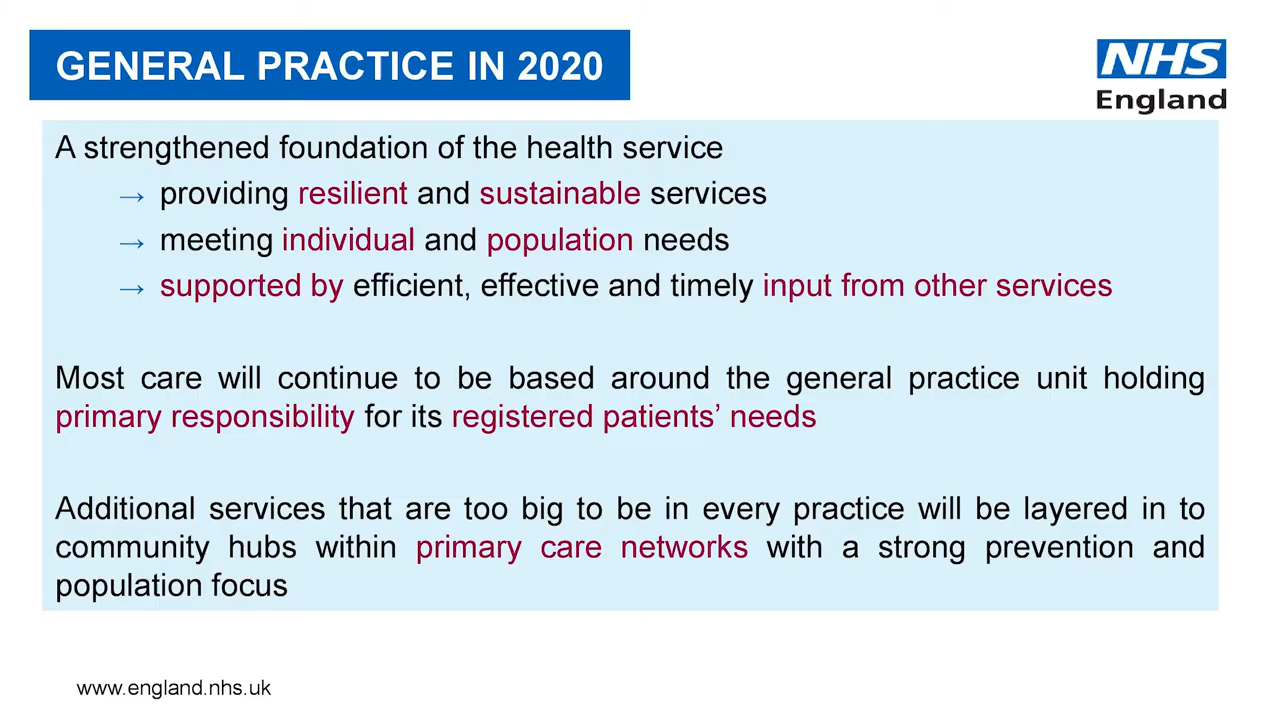 GENERAL PRACTICE IN 2020
NHS
England
A strengthened foundation of the health service
→ providing resilient and sustainable services
→ meeting individual and population needs
→ supported by efficient, effective and timely input from other services
Most care will continue to be based around the general practice unit holding
primary responsibility for its registered patients’ needs
Additional services that are too big to be in every practice will be layered in to
community hubs within primary care networks with a strong prevention and
population focus
www.england.nhs.uk